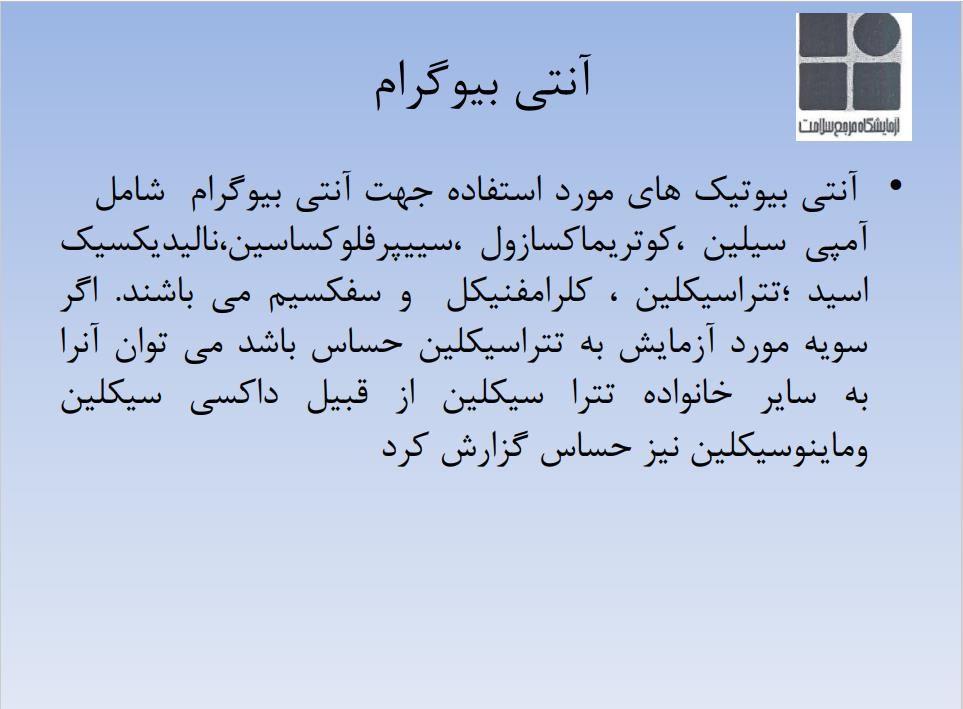 آزمایشگاه مرجع سلامت
آنتی بیوگرام
• آنتی بیوتیک های مورد استفاده جهت آنتی بیوگرام شامل
آمپی سیلین ،کوتریماکسازول ،سییپرفلوکساسین،نالیدیکسیک
اسید ؛تتراسیکلین ، کلرامفنیکل و سفکسیم می باشند. اگر
سویه مورد آزمایش به تتراسیکلین حساس باشد می توان آنرا
به سایر خانواده تترا سیکلین از قبیل داکسی سیکلین
وماینوسیکلین نیز حساس گزارش کرد